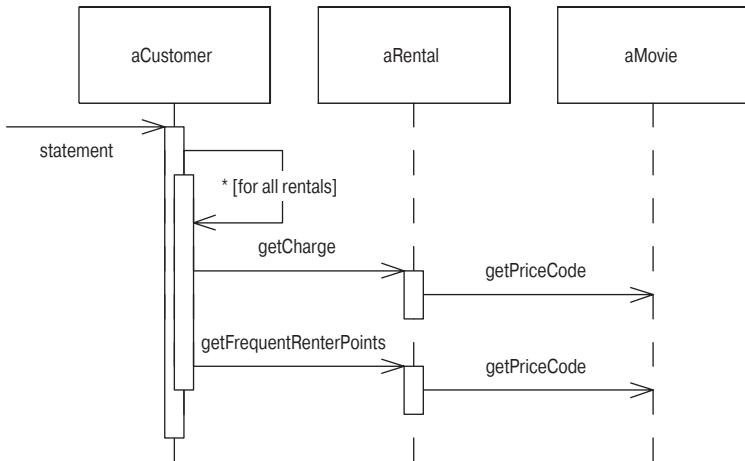 aCustomer
aRental
aMovie
statement
* [for all rentals]
getCharge
getPriceCode
getFrequentRenterPoints
getPriceCode